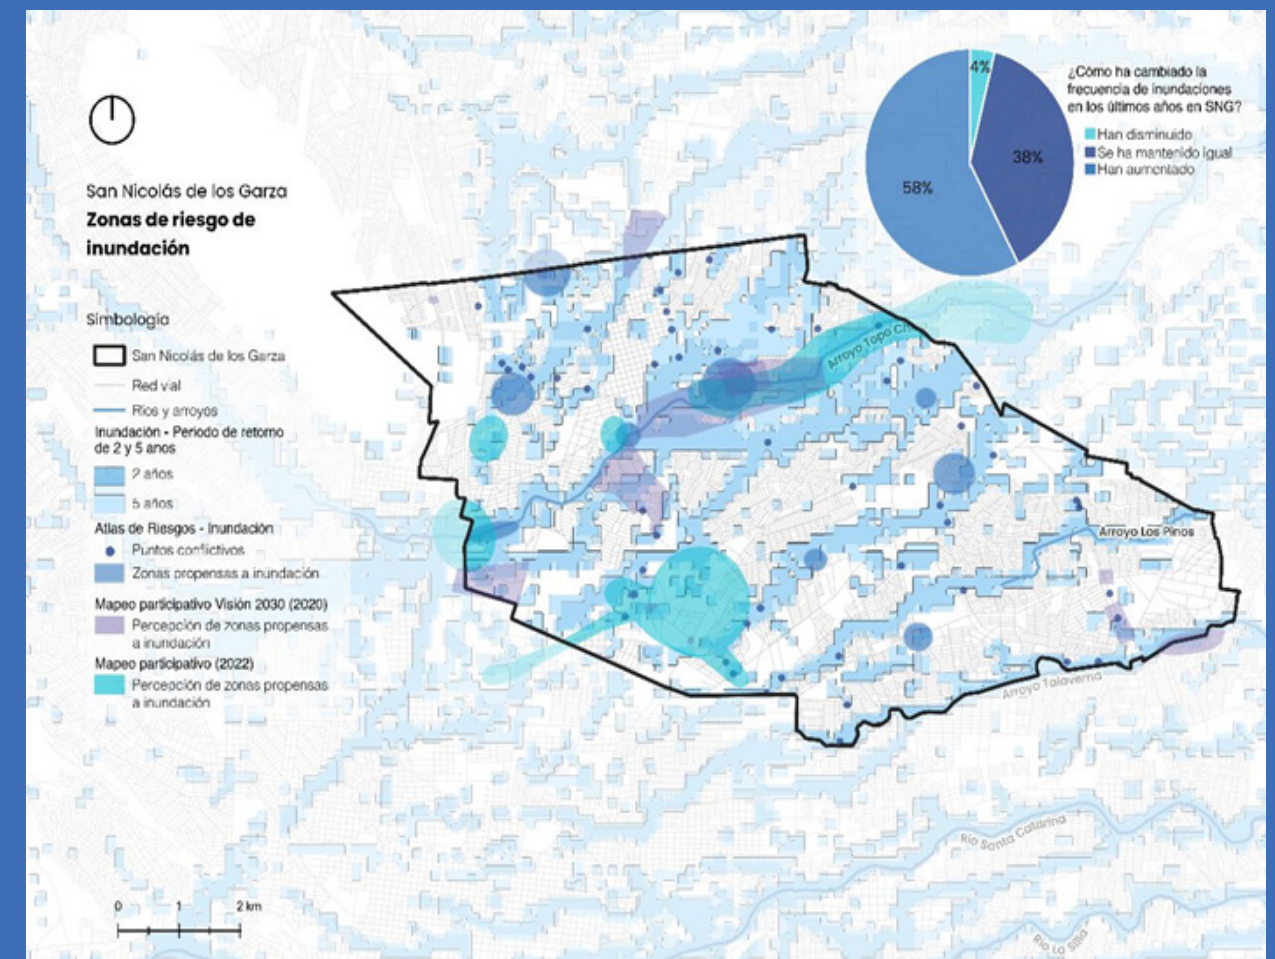 San Nicolás de los Garza
Zonas de riesgo de
inundación
Simbología
San Nicolás de los Garza
Red vial
Ríos y arroyos
Inundación - Periodo de retorno
de 2 y 5 anos
2 años
5 años
Atlas de Riesgos - Inundación
Puntos conflictivos
Zonas propensas a inundación
Mapeo participativo Visión 2030 (2020)
Percepción de zonas propensas
a inundación
Mapeo participativo (2022)
Percepción de zonas propensas
a inundación
0 1 2 km
4%
38%
58%
¿Cómo ha cambiado la
frecuencia de inundaciones
en los últimos años en SNG?
Han disminuido
Se ha mantenido igual
Han aumentado
Arroyo Topo Ch
Arroyo Los Pinos
Arroyo Talaverna
Río Santa Catarina
Río La Silla